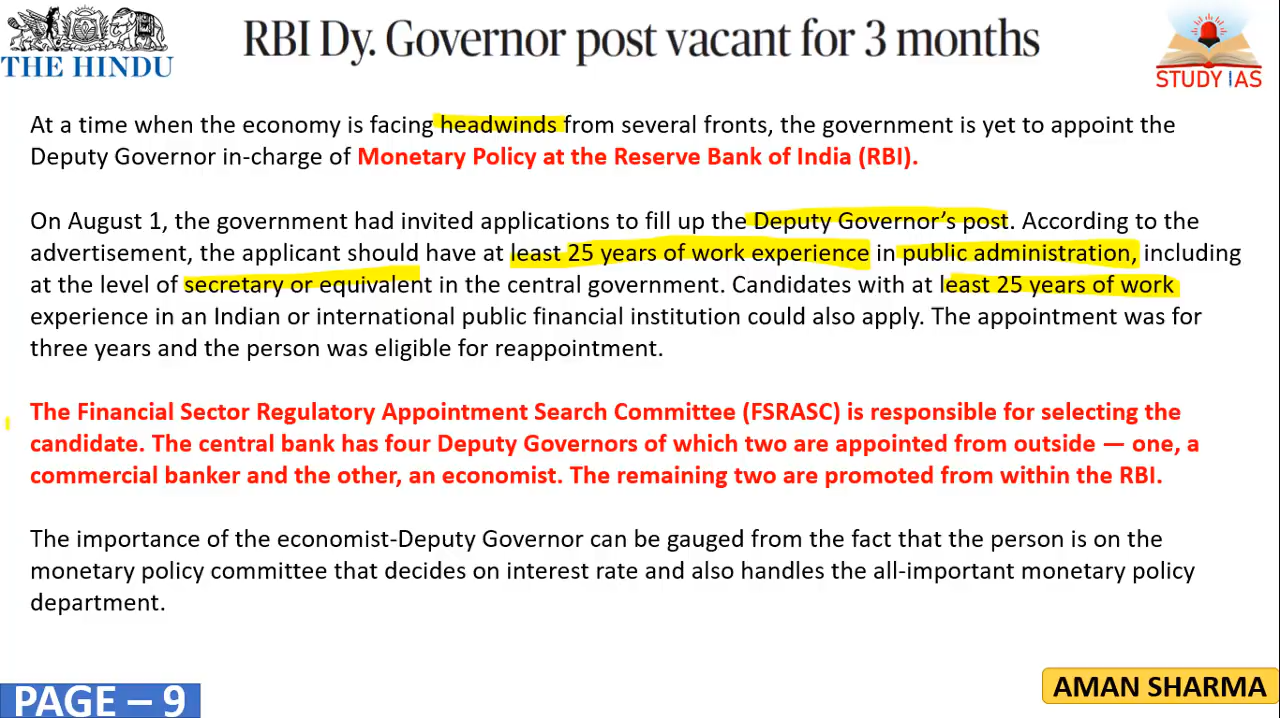 THE HINDU
RBI Dy. Governor post vacant for 3 months
STUDY IAS
At a time when the economy is facing headwinds from several fronts, the government is yet to appoint the
Deputy Governor in-charge of Monetary Policy at the Reserve Bank of India (RBI).
On August 1, the government had invited applications to fill up the Deputy Governor's post. According to the
advertisement, the applicant should have at least 25 years of work experience in public administration, including
at the level of secretary or equivalent in the central government. Candidates with at least 25 years of work
experience in an Indian or international public financial institution could also apply. The appointment was for
three years and the person was eligible for reappointment.
The Financial Sector Regulatory Appointment Search Committee (FSRASC) is responsible for selecting the
candidate. The central bank has four Deputy Governors of which two are appointed from outside — one, a
commercial banker and the other, an economist. The remaining two are promoted from within the RBI.
The importance of the economist-Deputy Governor can be gauged from the fact that the person is on the
monetary policy committee that decides on interest rate and also handles the all-important monetary policy
department.
PAGE – 9
AMAN SHARMA